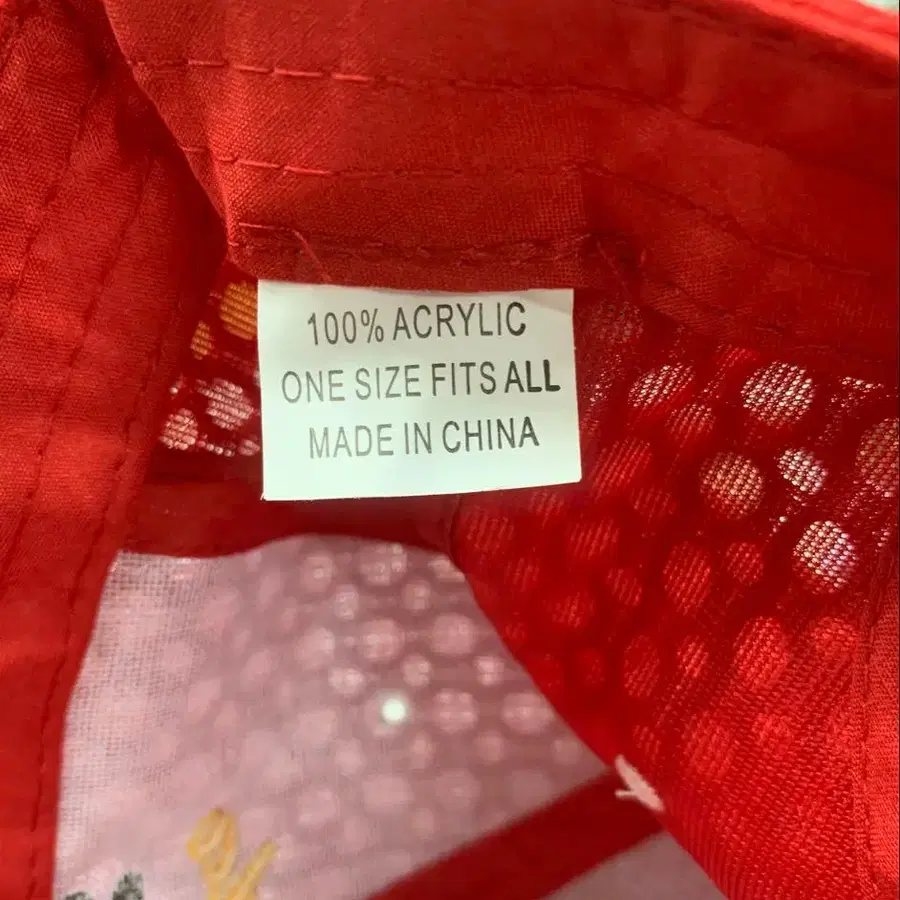 100% ACRYLIC
ONE SIZE FITS ALL
MADE IN CHINA